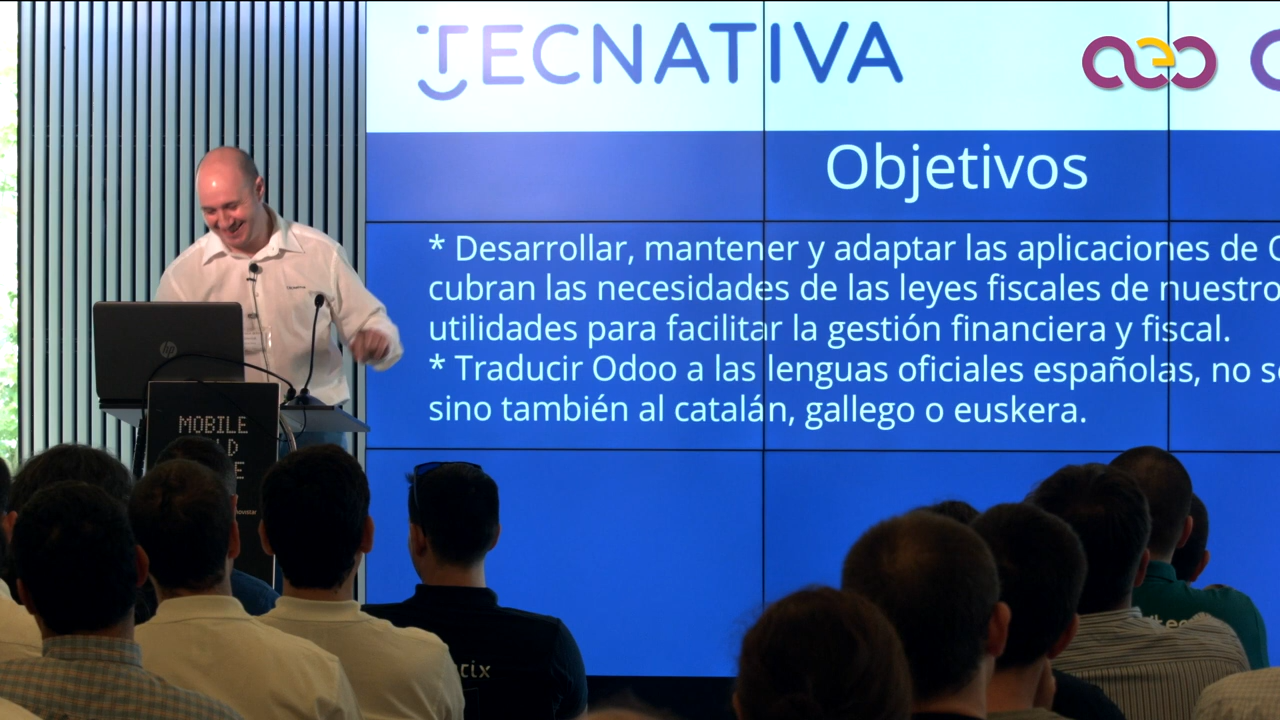 TECNATIVA
aeo
Objetivos
* Desarrollar, mantener y adaptar las aplicaciones de
cubran las necesidades de las leyes fiscales de nuestro
utilidades para facilitar la gestión financiera y fiscal.
* Traducir Odoo a las lenguas oficiales españolas, no
sino también al catalán, gallego o euskera.
hp
MOBILE